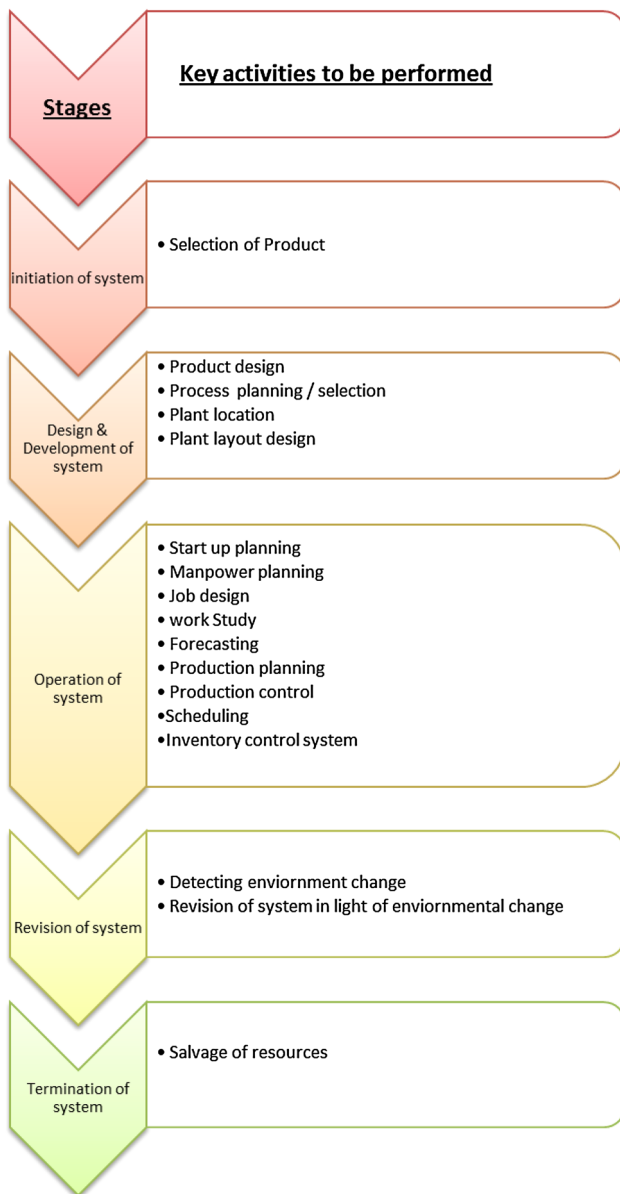 Stages
Key activities to be performed
initiation of system
• Selection of Product
Design &
Development of
system
• Product design
• Process planning / selection
• Plant location
• Plant layout design
Operation of
system
• Start up planning
• Manpower planning
• Job design
• work Study
• Forecasting
• Production planning
• Production control
•Scheduling
•Inventory control system
Revision of system
• Detecting enviornment change
• Revision of system in light of enviornmental change
Termination of
system
• Salvage of resources